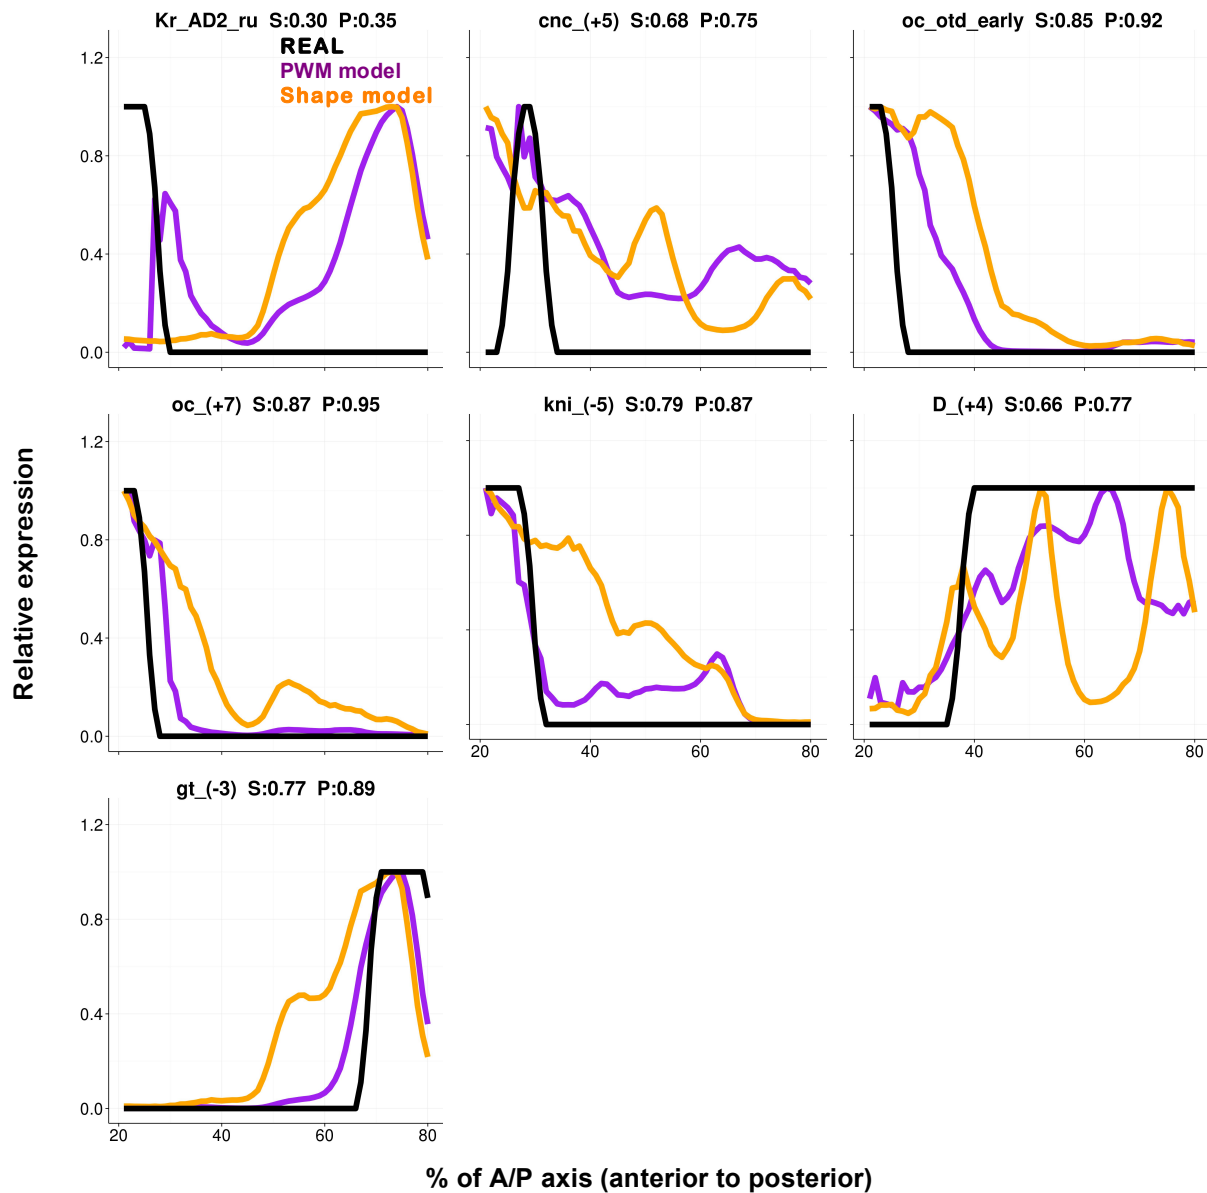 Kr_AD2_ru S:0.30 P:0.35
cnc_(+5) S:0.68 P:0.75
oc_otd_early S:0.85 P:0.92
REAL
PWM model
Shape model
1.2
0.8
0.4
0.0
oc_(+7) S:0.87 P:0.95
kni_(-5) S:0.79 P:0.87
D_(+4) S:0.66 P:0.77
1.2
0.8
0.4
0.0
20 40 60 80
20 40 60 80
gt_(-3) S:0.77 P:0.89
1.2
0.8
0.4
0.0
20 40 60 80
Relative expression
% of A/P axis (anterior to posterior)